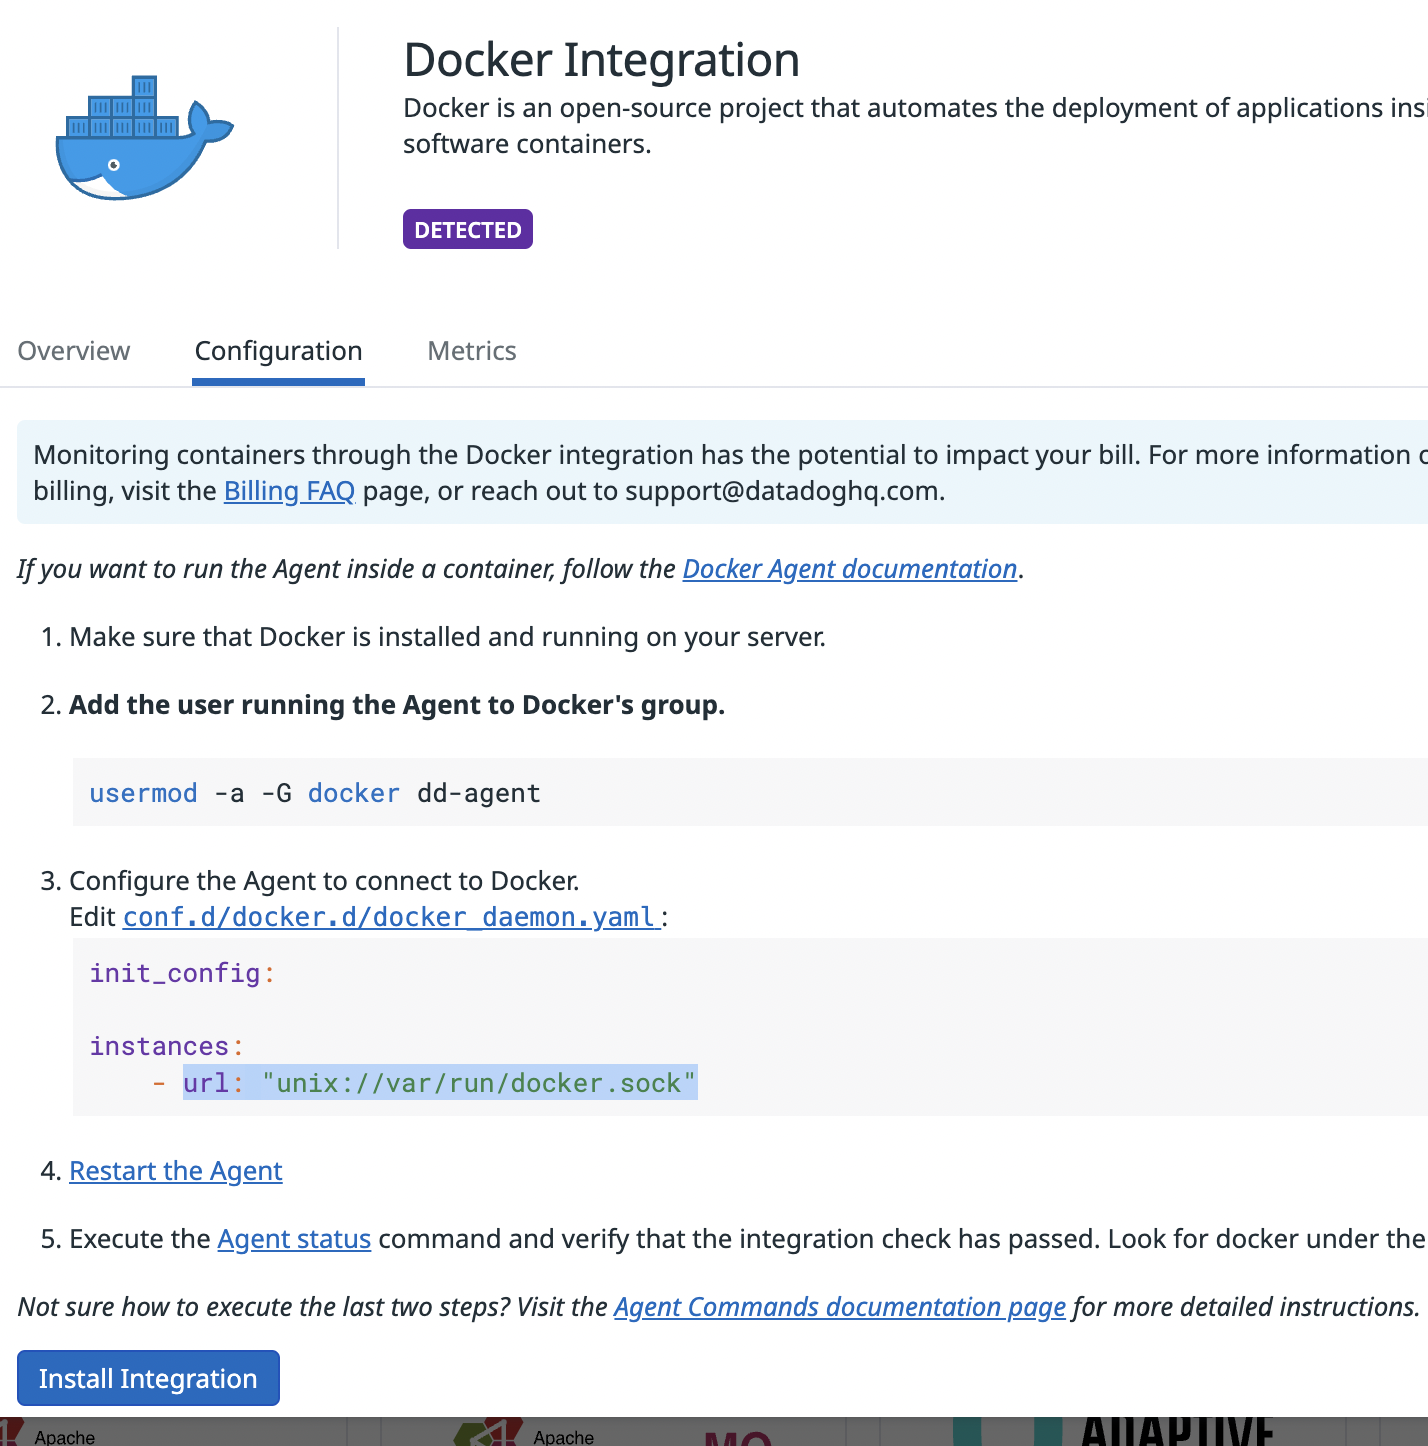 Docker Integration
Docker is an open-source project that automates the deployment of applications insi
software containers.
DETECTED
Overview Configuration Metrics
Monitoring containers through the Docker integration has the potential to impact your bill. For more information
billing, visit the Billing FAQ page, or reach out to support@datadoghq.com.
If you want to run the Agent inside a container, follow the Docker Agent documentation.
1. Make sure that Docker is installed and running on your server.
2. Add the user running the Agent to Docker's group.
usermod -a -G docker dd-agent
3. Configure the Agent to connect to Docker.
Edit conf.d/docker.d/docker_daemon.yaml :
init_config:
instances:
- url: "unix://var/run/docker.sock"
4. Restart the Agent
5. Execute the Agent status command and verify that the integration check has passed. Look for docker under the
Not sure how to execute the last two steps? Visit the Agent Commands documentation page for more detailed instructions.
Install Integration
Apache Apache MQ ADAPTIVE